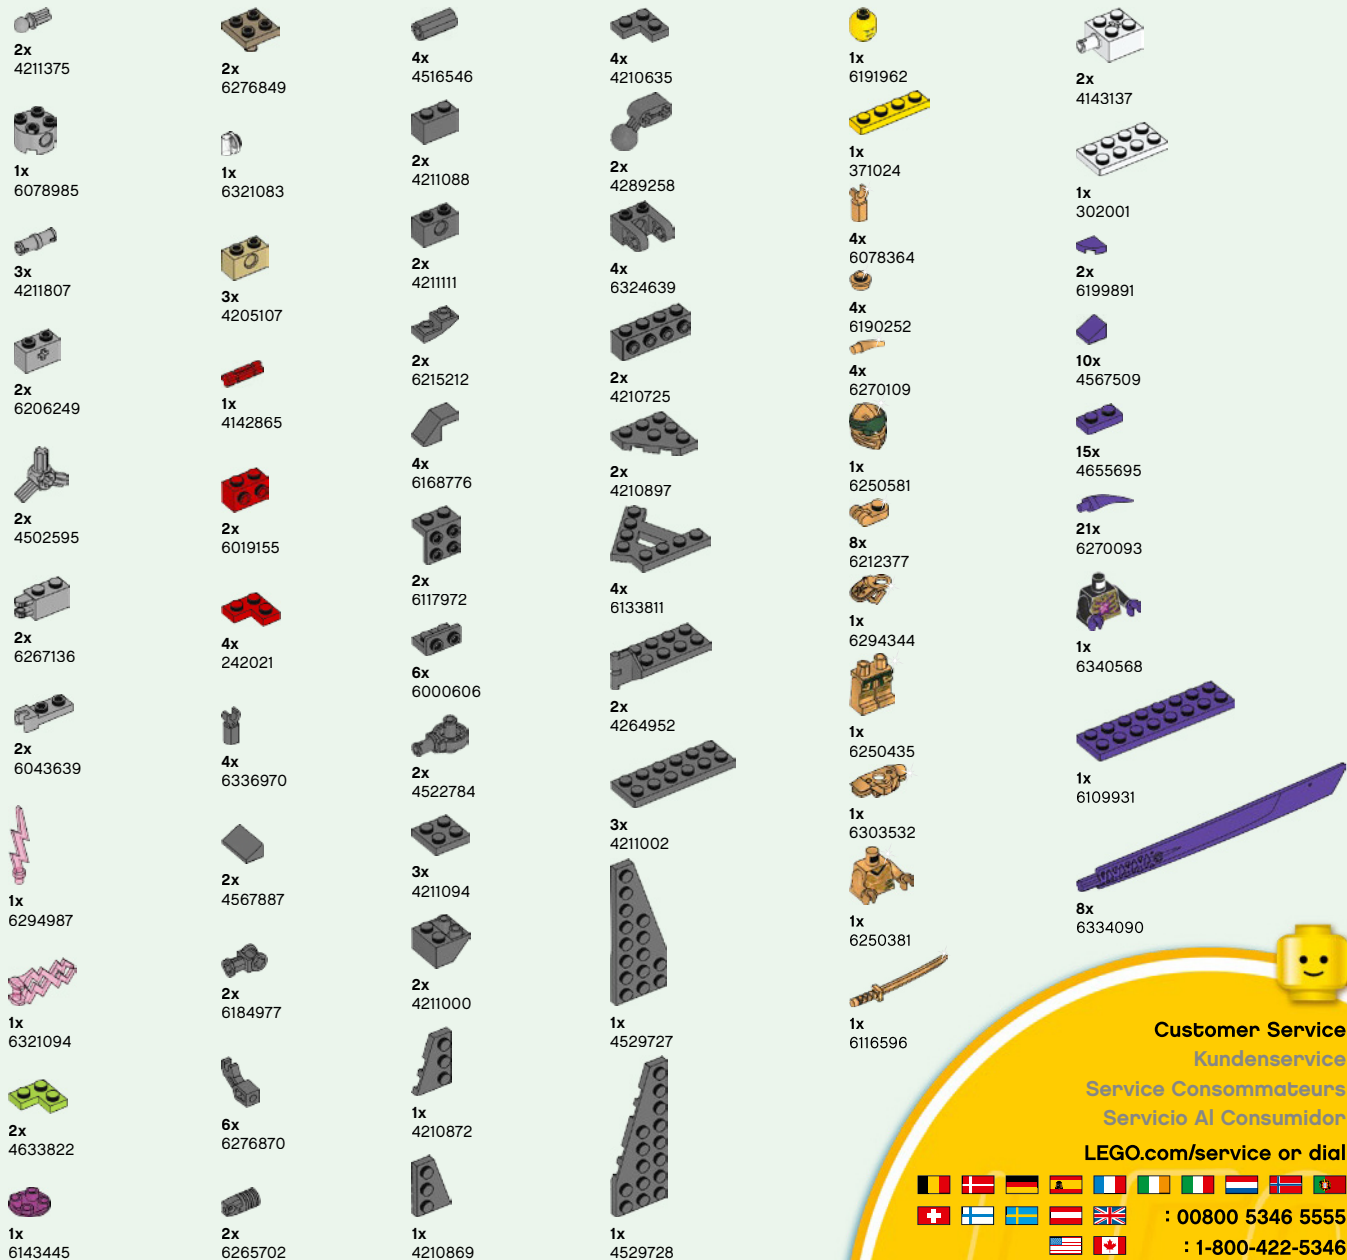 2x
4211375
1x
6078985
3x
4211807
2x
6206249
2x
4502595
2x
6267136
2x
6043639
1x
6294987
1x
6321094
2x
4633822
1x
6143445
2x
6276849
1x
6321083
3x
4205107
1x
4142865
2x
6019155
4x
242021
4x
6336970
2x
4567887
2x
6184977
6x
6276870
2x
6265702
4x
4516546
2x
4211088
2x
4211111
2x
6215212
4x
6168776
2x
6117972
6x
6000606
2x
4522784
3x
4211094
2x
4211000
1x
4210872
1x
4210869
4x
4210635
2x
4289258
4x
6324639
2x
4210725
2x
4210897
4x
6133811
2x
4264952
3x
4211002
1x
4529727
1x
4529728
1x
6191962
1x
371024
4x
6078364
4x
6190252
4x
6270109
1x
6250581
8x
6212377
1x
6294344
1x
6250435
1x
6303532
1x
6250381
1x
6116596
2x
4143137
1x
302001
2x
6199891
10x
4567509
15x
4655695
21x
6270093
1x
6340568
1x
6109931
8x
6334090
Customer Service
Kundenservice
Service Consommateurs
Servicio Al Consumidor
LEGO.com/service or dial
: 00800 5346 5555
: 1-800-422-5346